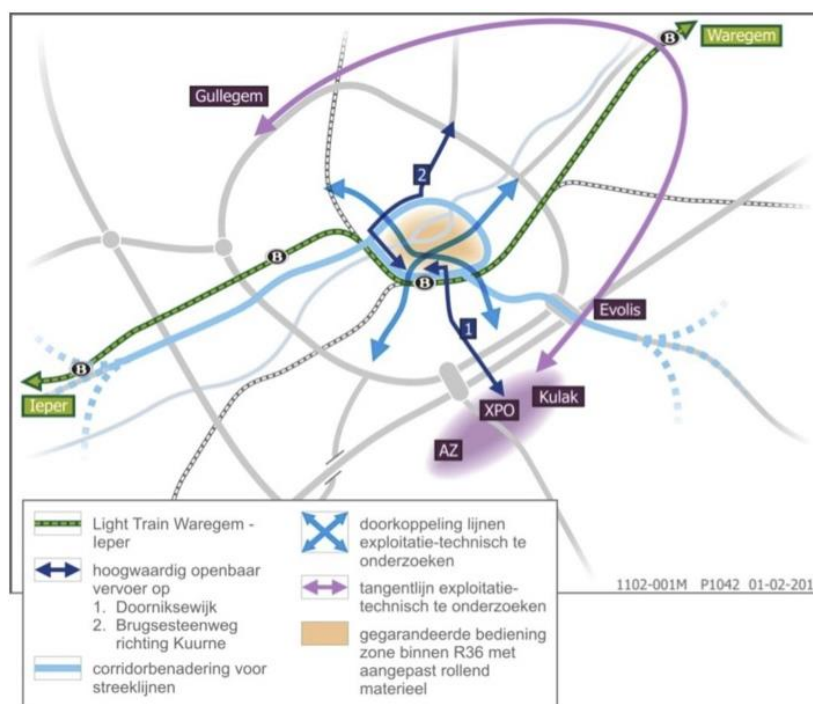 B
Waregem
Gullegem
2
B
B
Evolis
1
B
Kulak
Ieper
XPO
AZ
Light Train Waregem -
Ieper
hoogwaardig openbaar
vervoer op
1. Doorniksewijk
2. Brugsesteenweg
richting Kuurne
corridorbenadering voor
streeklijnen
doorkoppeling lijnen
exploitatie-technisch te
onderzoeken
tangentlijn exploitatie-
technisch te onderzoeken
gegarandeerde bediening
zone binnen R36 met
aangepast rollend
materieel
1102-001M P1042 01-02-201